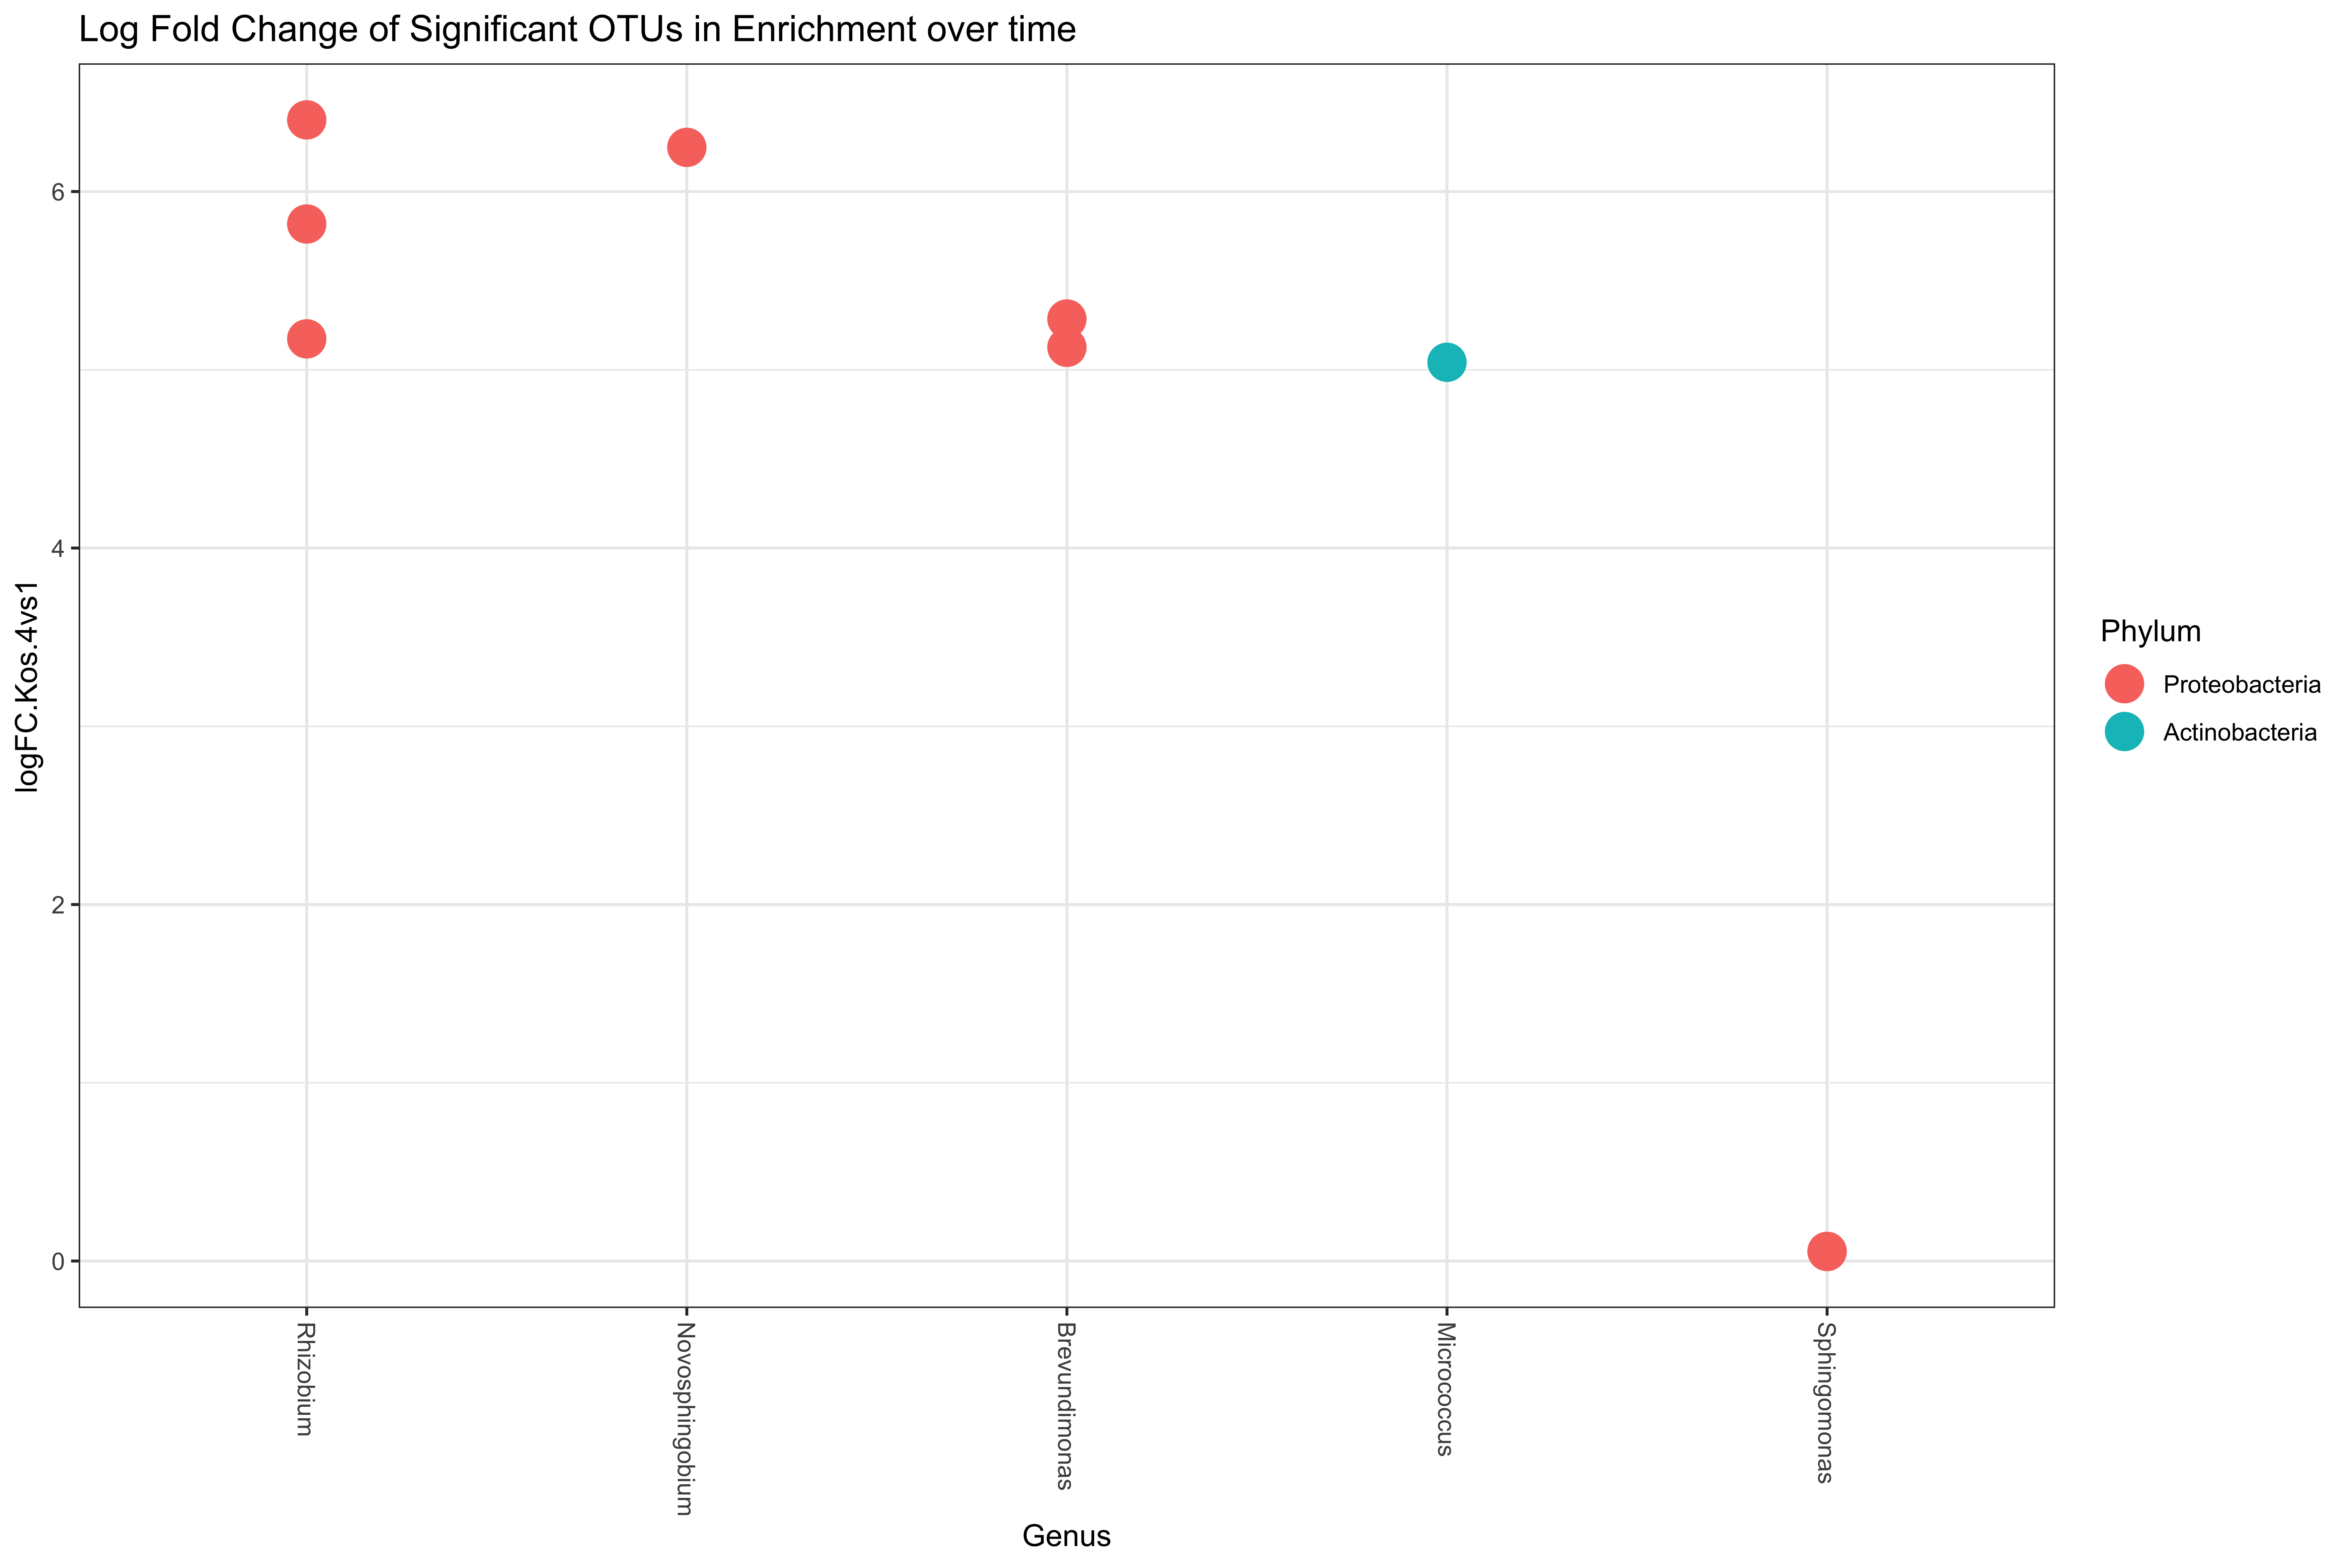 Log Fold Change of Significant OTUs in Enrichment over time
6
4
2
0
logFC.Kos.4vs1
Rhizobium
Novosphingobium
Brevundimonas
Micrococcus
Sphingomonas
Genus
Phylum
Proteobacteria
Actinobacteria